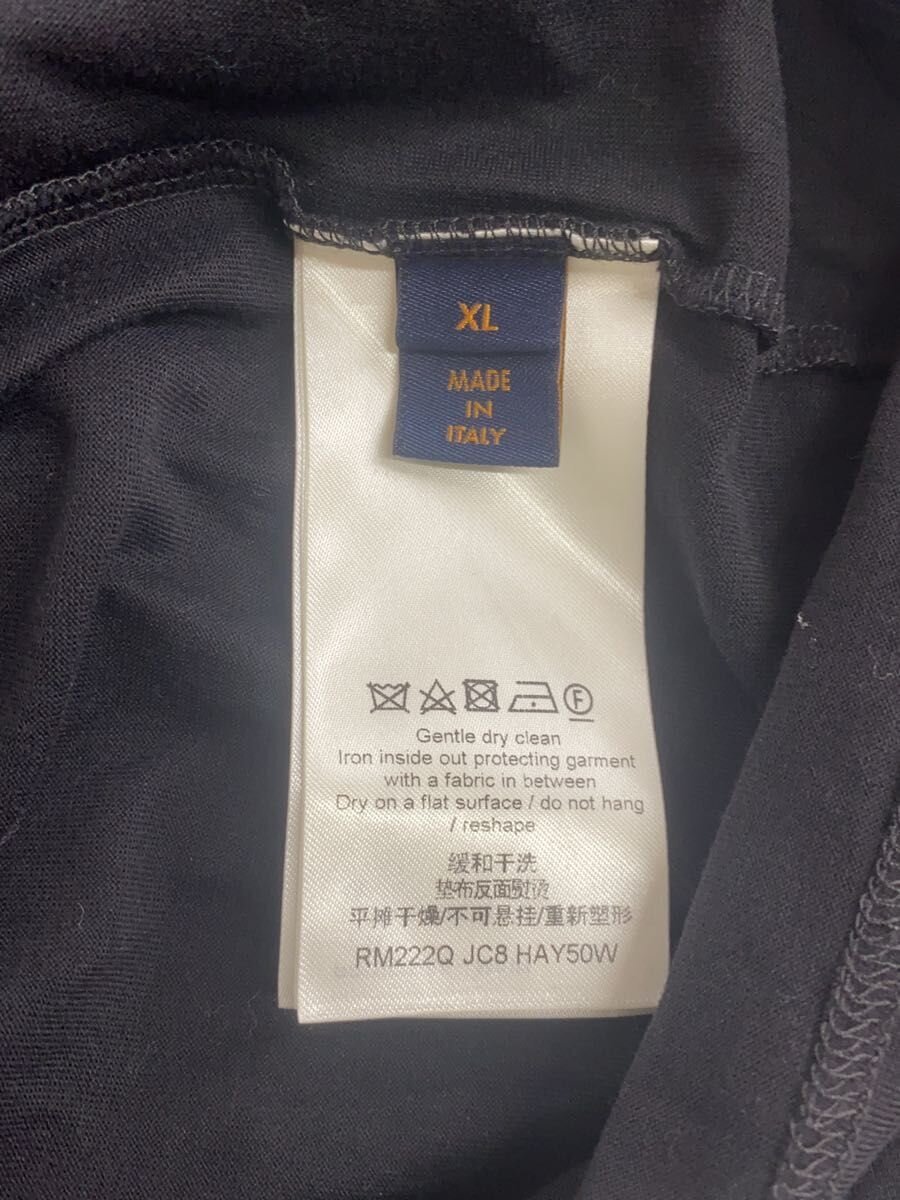 XL
MADE
IN
ITALY
F
Gentle dry clean
Iron inside out protecting garment
with a fabric in between
Dry on a flat surface / do not hang
/ reshape
缓和干洗
垫布反面熨烫
平摊干燥/不可悬挂/重新塑形
RM222Q JC8 HAY50W